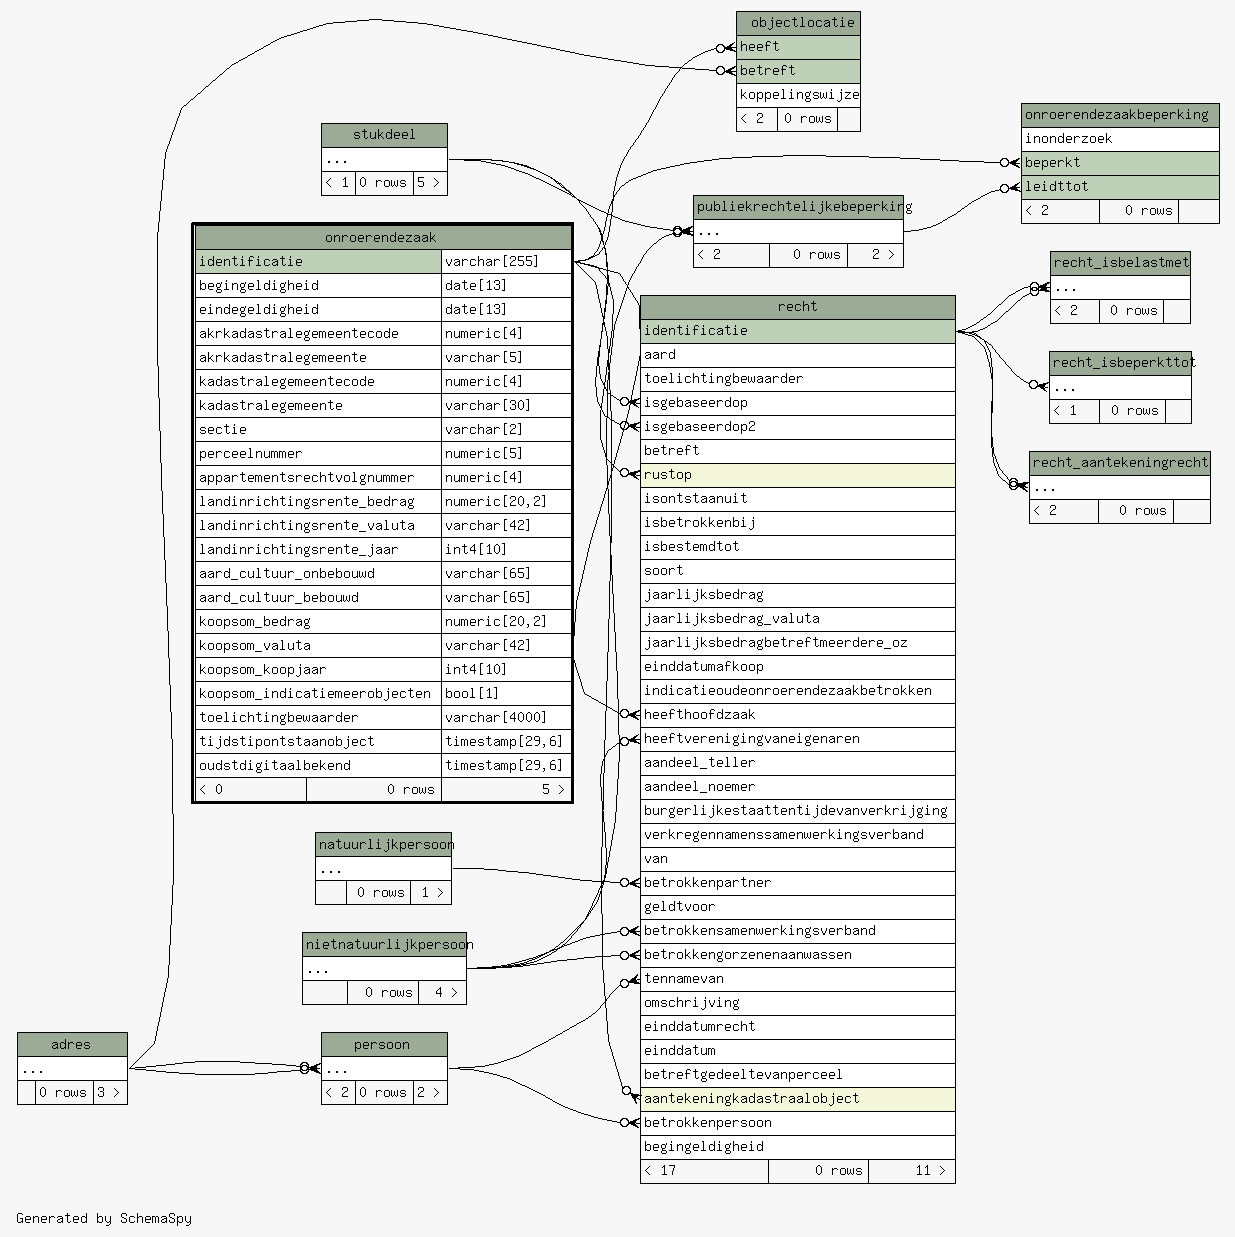 objectlocatie
heeft
betreft
koppelingswijze
< 2 0 rows
onroerendezaakbeperking
inonderzoek
beperkt
leidttot
< 2 0 rows
stukdeel
...
< 1 0 rows 5 >
publiekrechtelijkebeperking
...
< 2 0 rows 2 >
onroerendezaak
identificatie varchar[255]
begingeldigheid date[13]
eindegeldigheid date[13]
akrkadastralegemeentecode numeric[4]
akrkadastralegemeente varchar[5]
kadastralegemeentecode numeric[4]
kadastralegemeente varchar[30]
sectie varchar[2]
perceelnummer numeric[5]
appartementsrechtvolgnummer numeric[4]
landinrichtingsrente_bedrag numeric[20,2]
landinrichtingsrente_valuta varchar[42]
landinrichtingsrente_jaar int4[10]
aard_cultuur_onbebouwd varchar[65]
aard_cultuur_bebouwd varchar[65]
koopsom_bedrag numeric[20,2]
koopsom_valuta varchar[42]
koopsom_koopjaar int4[10]
koopsom_indicatiemeerobjecten bool[1]
toelichtingbewaarder varchar[4000]
tijdstipontstaanobject timestamp[29,6]
oudstdigitaalbekend timestamp[29,6]
< 0 0 rows 5 >
recht_isbelastmet
...
< 2 0 rows
recht_isbeperkttot
...
< 1 0 rows
recht_aantekeningrecht
...
< 2 0 rows
recht
identificatie
aard
toelichtingbewaarder
isgebaseerdop
isgebaseerdop2
betreft
rustop
isontstaanuit
isbetrokkenbij
isbestemdtot
soort
jaarlijksbedrag
jaarlijksbedrag_valuta
jaarlijksbedragbetreftmeerdere_oz
einddatumafkoop
indicatieoudeonroerendezaakbetrokken
heefthoofdzaak
heeftverenigingvaneigenaren
aandeel_teller
aandeel_noemer
burgerlijkestaattentijdevanverkrijging
verkregennamenssamenwerkingsverband
van
betrokkenpartner
geldtvoor
betrokkensamenwerkingsverband
betrokkengorzenenaanwassen
tennamevan
omschrijving
einddatumrecht
einddatum
betreftgedeeltevanperceel
aantekeningkadastraalobject
betrokkenpersoon
begingeldigheid
< 17 0 rows 11 >
natuurlijkpersoon
...
0 rows 1 >
nietnatuurlijkpersoon
...
0 rows 4 >
adres
...
0 rows 3 >
persoon
...
< 2 0 rows 2 >
Generated by SchemaSpy